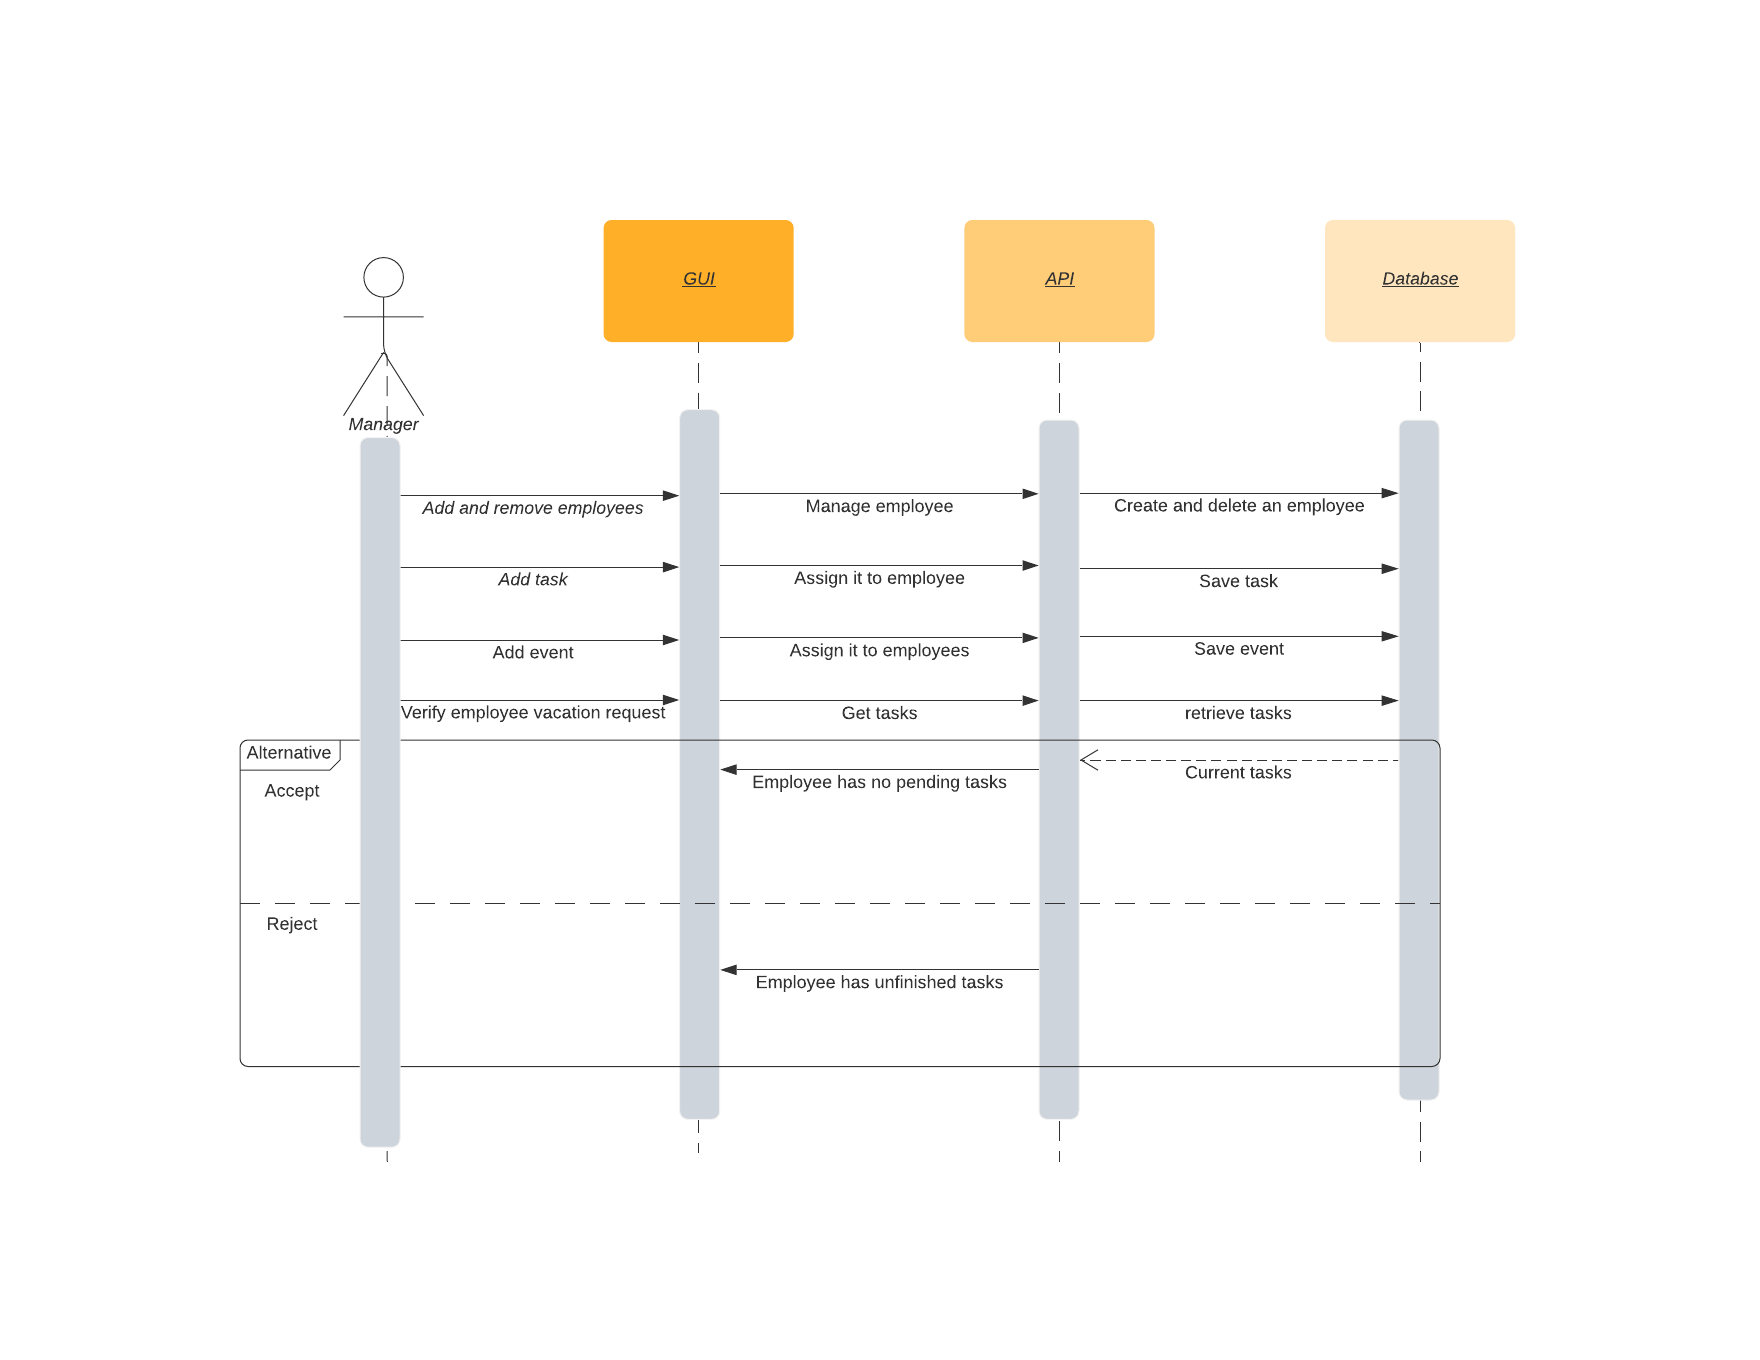 GUI
API
Database
Manager
Add and remove employees
Manage employee
Create and delete an employee
Add task
Assign it to employee
Save task
Add event
Assign it to employees
Save event
Verify employee vacation request
Get tasks
retrieve tasks
Alternative
Current tasks
Employee has no pending tasks
Accept
Reject
Employee has unfinished tasks